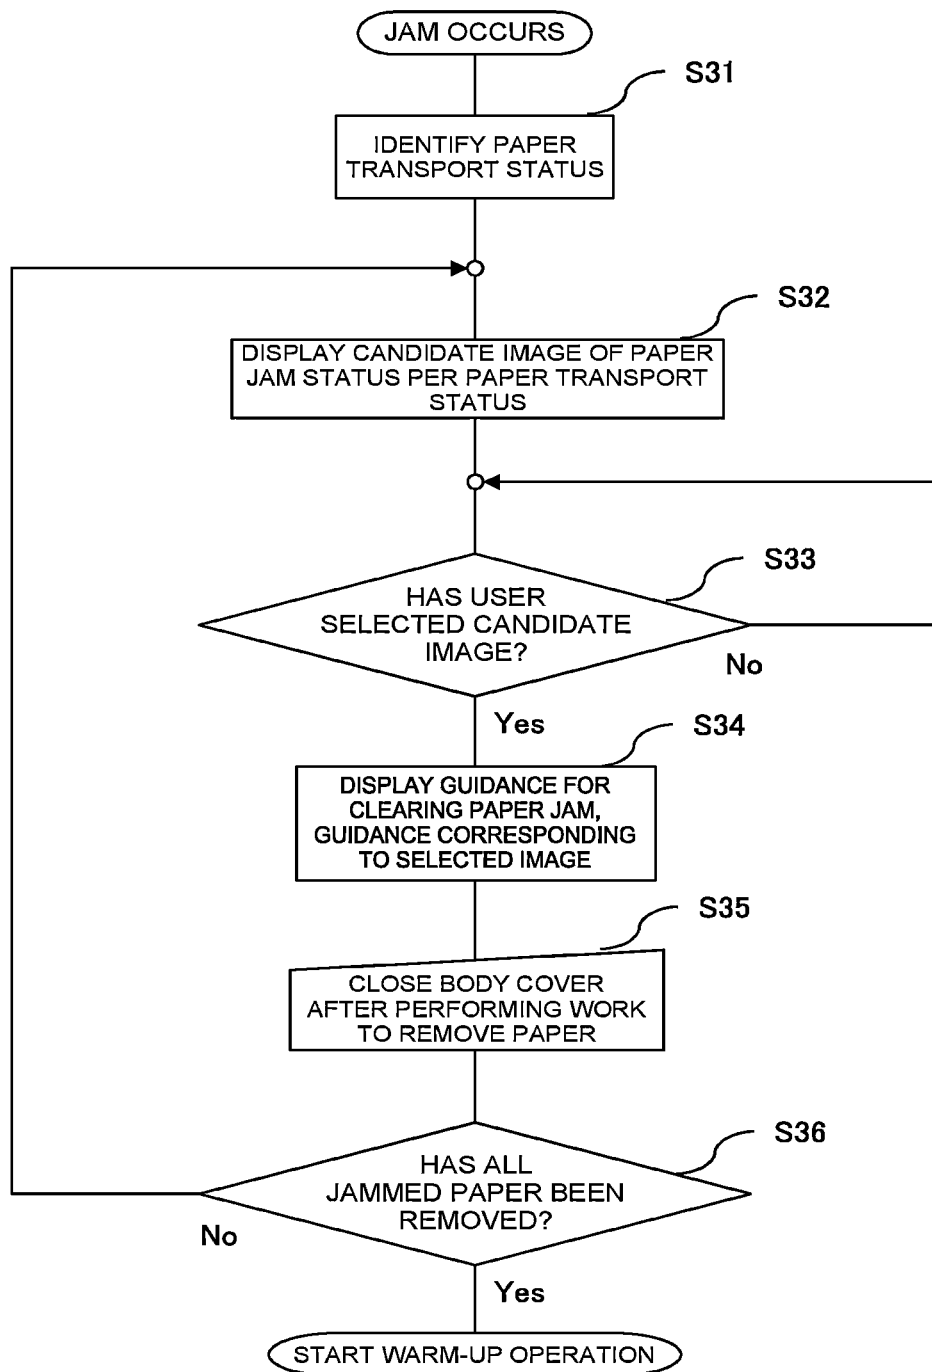 JAM OCCURS
S31
IDENTIFY PAPER
TRANSPORT STATUS
S32
DISPLAY CANDIDATE IMAGE OF PAPER
JAM STATUS PER PAPER TRANSPORT
STATUS
S33
HAS USER
SELECTED CANDIDATE
IMAGE?
No
Yes
S34
DISPLAY GUIDANCE FOR
CLEARING PAPER JAM,
GUIDANCE CORRESPONDING
TO SELECTED IMAGE
S35
CLOSE BODY COVER
AFTER PERFORMING WORK
TO REMOVE PAPER
S36
HAS ALL
JAMMED PAPER BEEN
REMOVED?
No
Yes
START WARM-UP OPERATION